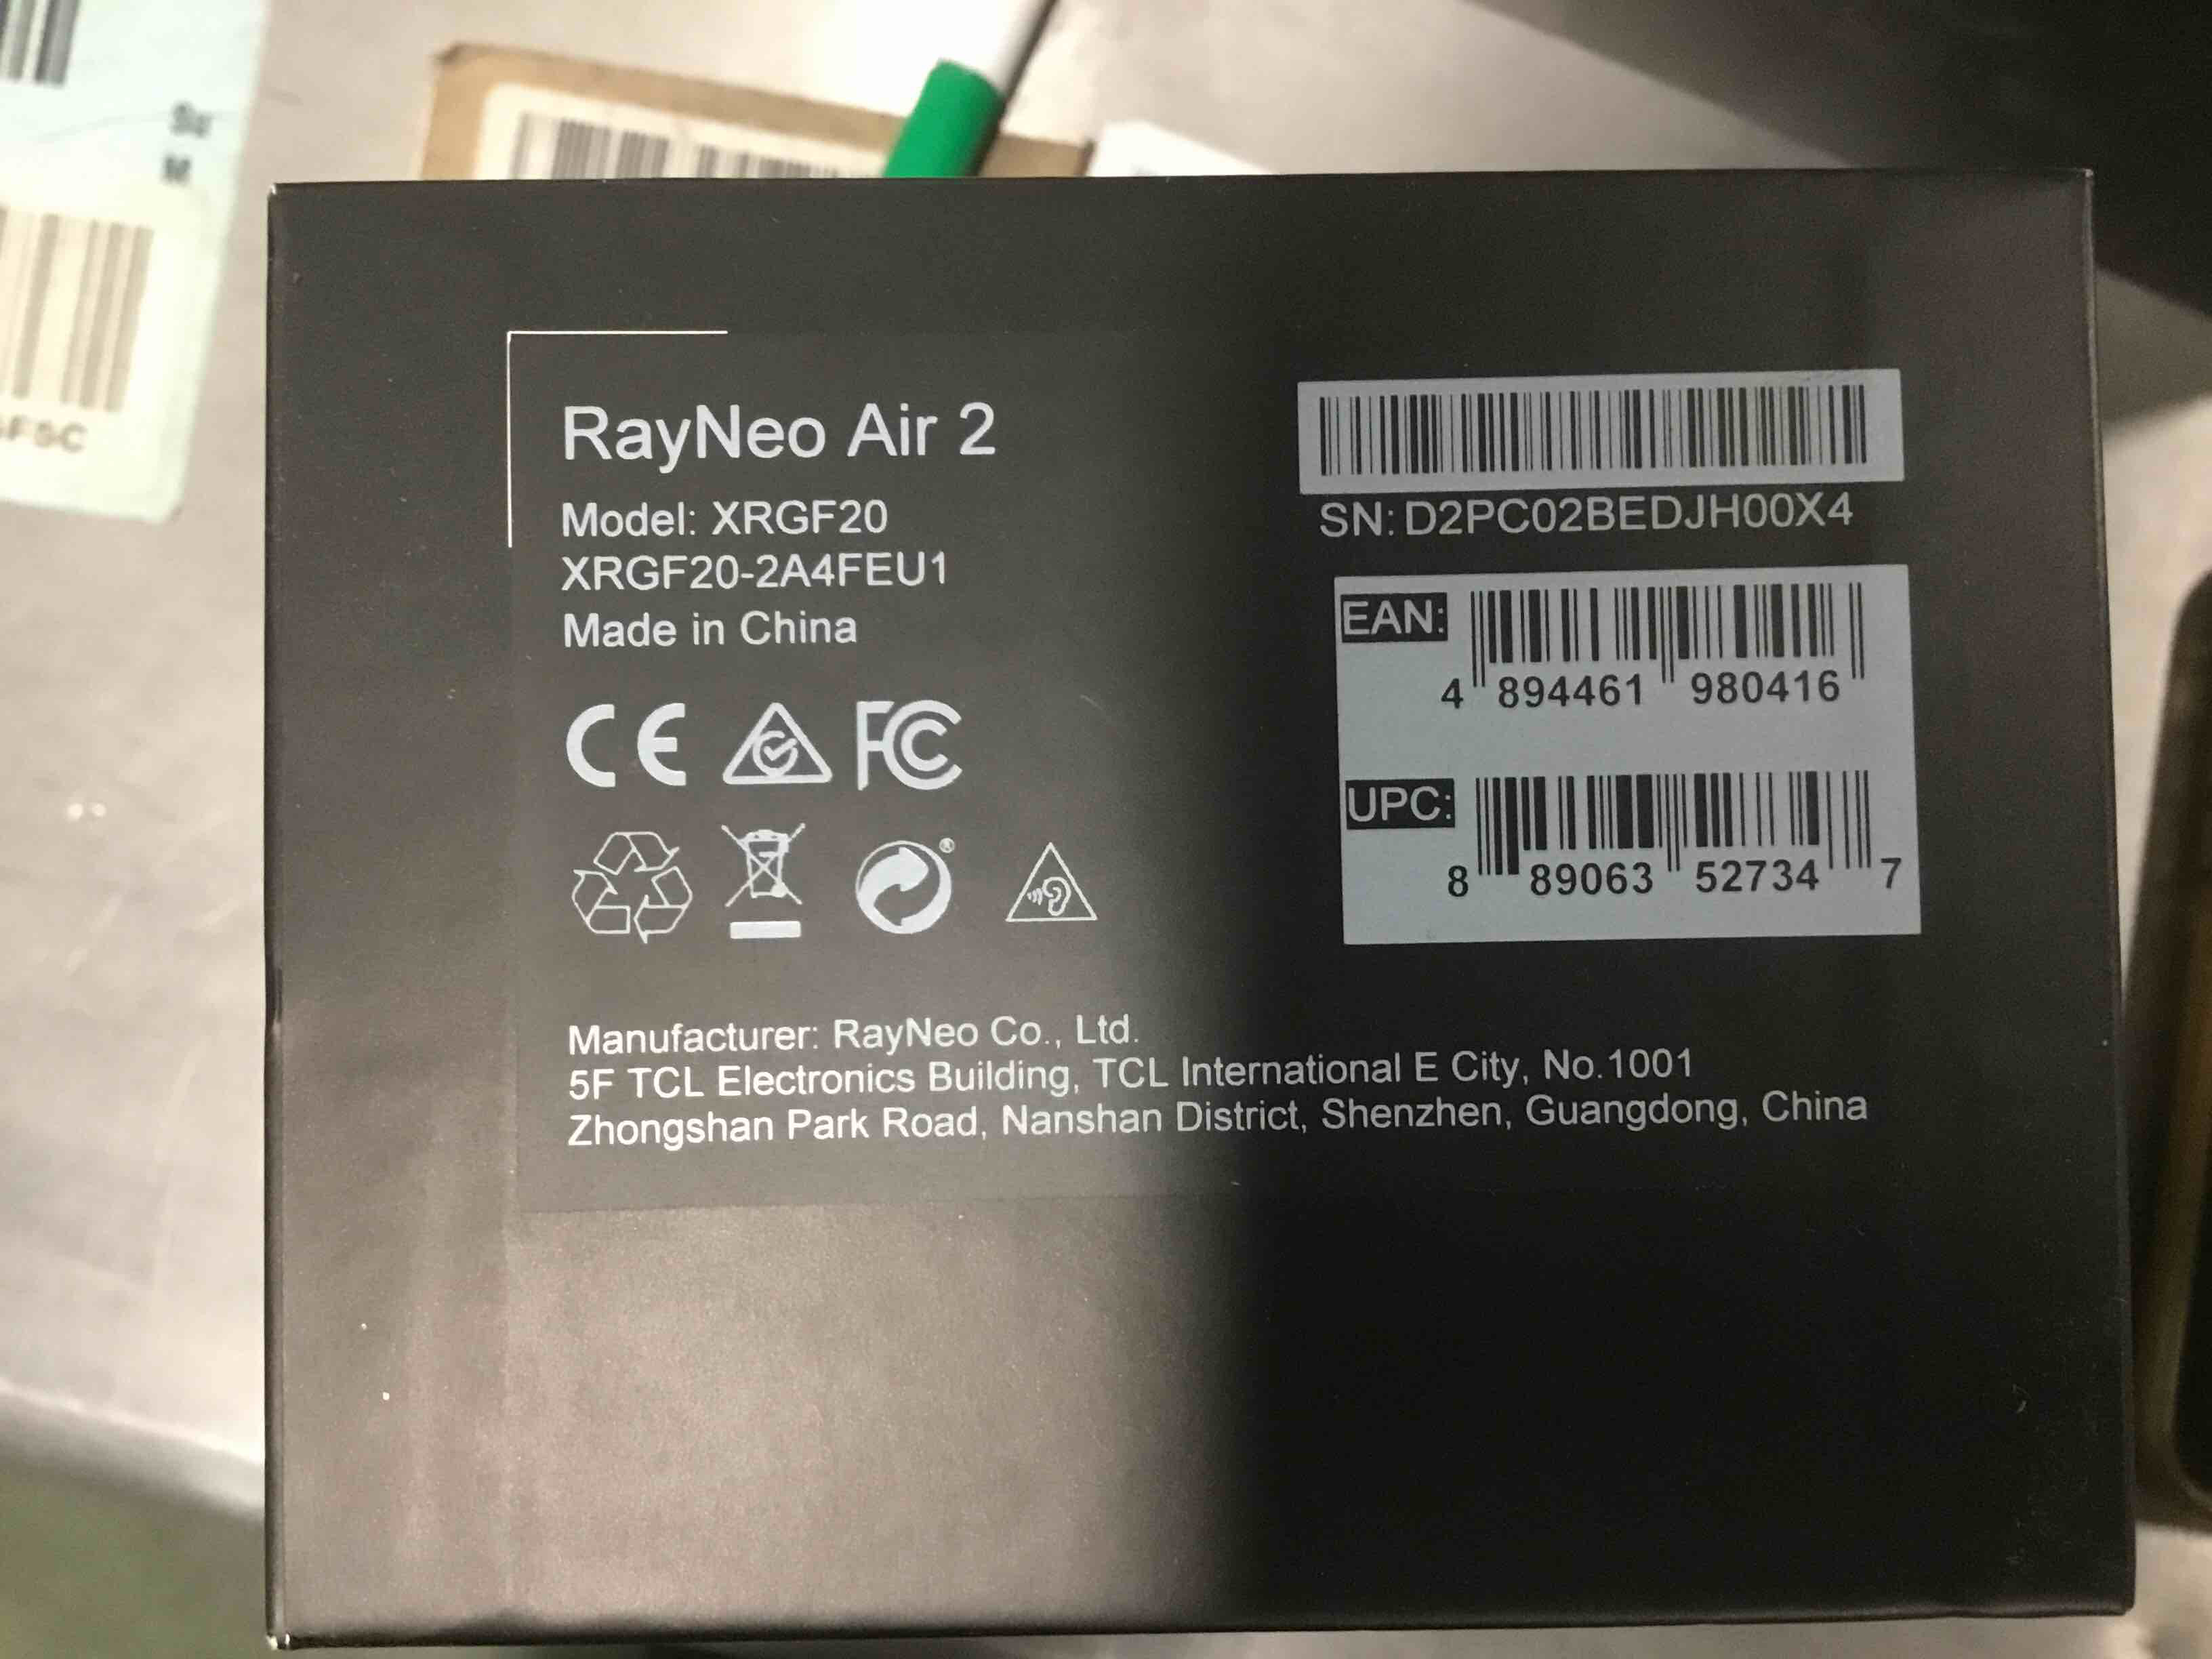 RayNeo Air 2
Model: XRGF20
XRGF20-2A4FEU1
Made in China
CE FC
®
SN: D2PC02BEDJH00X4
EAN:
4 894461 980416
UPC:
8 89063 52734 7
Manufacturer: RayNeo Co., Ltd.
5F TCL Electronics Building, TCL International E City, No.1001
Zhongshan Park Road, Nanshan District, Shenzhen, Guangdong, China